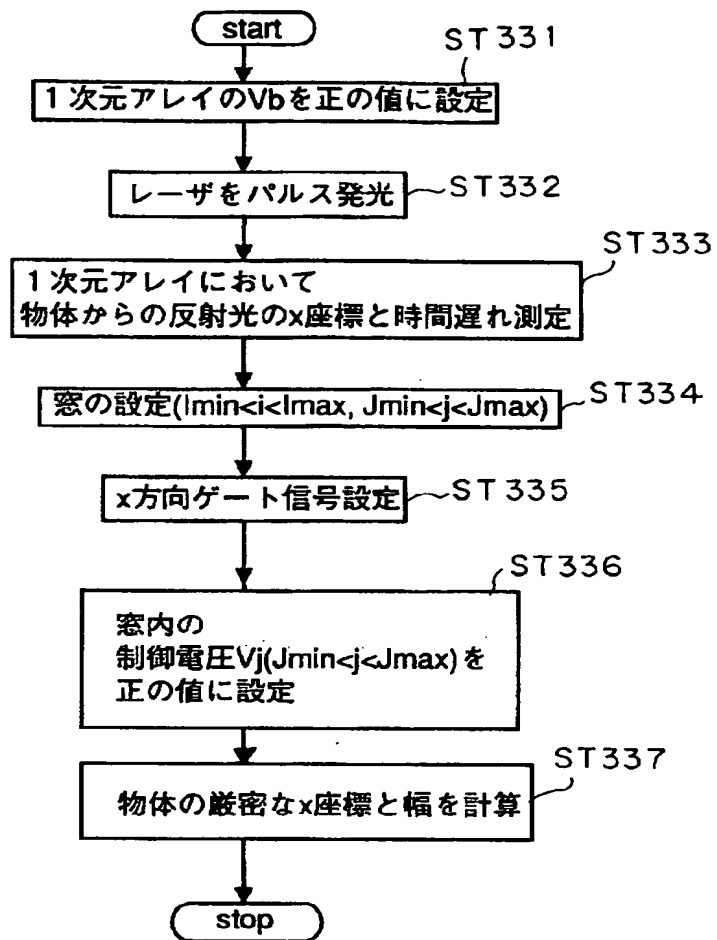 start
ST331
1次元アレイのVbを正の値に設定
レーザをパルス発光
ST332
ST333
1次元アレイにおいて
物体からの反射光のx座標と時間遅れ測定
窓の設定(Imin<i<Imax, Jmin<j<Jmax)
ST334
x方向ゲート信号設定
ST335
ST336
窓内の
制御電圧Vj(Jmin<j<Jmax)を
正の値に設定
ST337
物体の厳密なx座標と幅を計算
stop